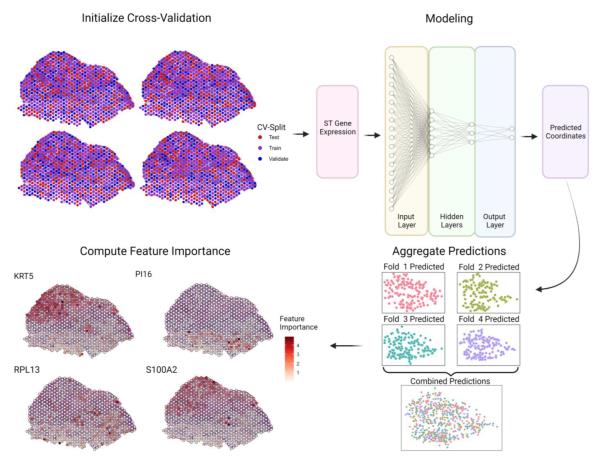 Initialize Cross-Validation
Modeling
CV-Split
Test
Train
Validate
ST Gene
Expression
Input
Layer
Hidden
Layers
Output
Layer
Predicted
Coordinates
Compute Feature Importance
KRT5
PI16
RPL13
S100A2
Feature
Importance
4
3
2
1
Aggregate Predictions
Fold 1 Predicted
Fold 2 Predicted
Fold 3 Predicted
Fold 4 Predicted
Combined Predictions